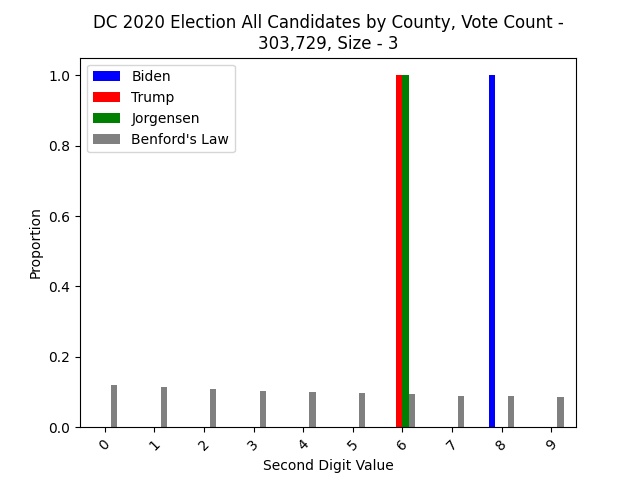 DC 2020 Election All Candidates by County, Vote Count -
303,729, Size - 3
Biden
Trump
Jorgensen
Benford's Law
1.0
0.8
0.6
0.4
0.2
0.0
Proportion
0 1 2 3 4 5 6 7 8 9
Second Digit Value